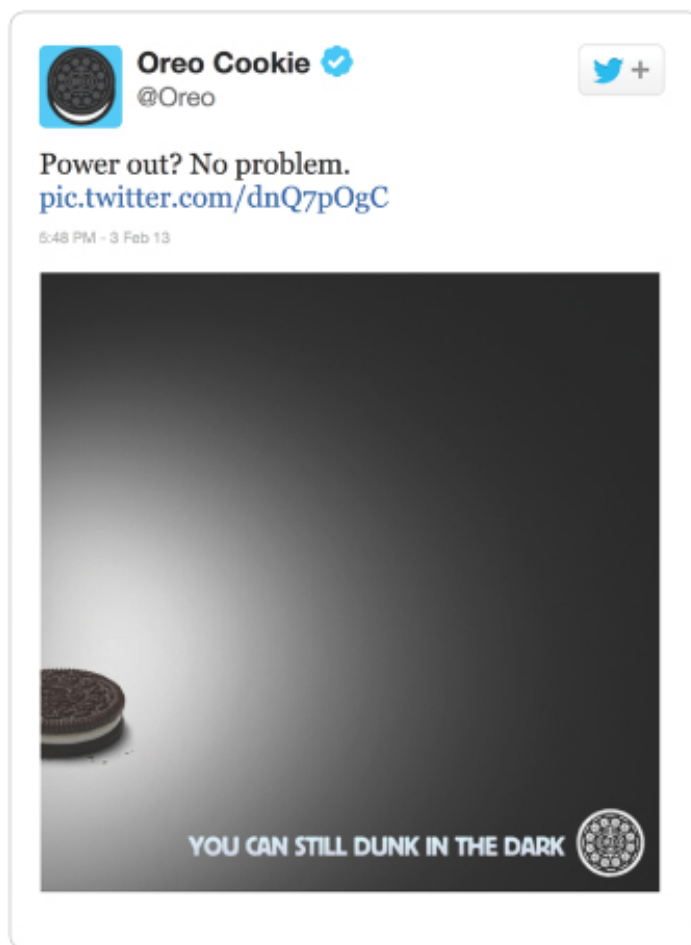 Oreo Cookie
@Oreo
Power out? No problem.
pic.twitter.com/dnQ7pOgC
5:48 PM - 3 Feb 13
YOU CAN STILL DUNK IN THE DARK